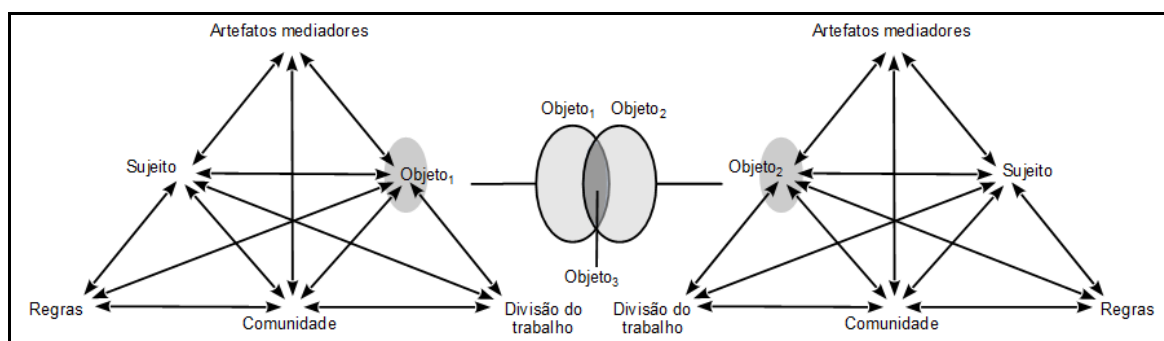 Artefatos mediadores
Artefatos mediadores
Objeto₁
Objeto₂
Sujeito
Objeto₁
Objeto₂
Sujeito
Objeto₃
Regras
Comunidade
Divisão do
trabalho
Divisão do
trabalho
Comunidade
Regras